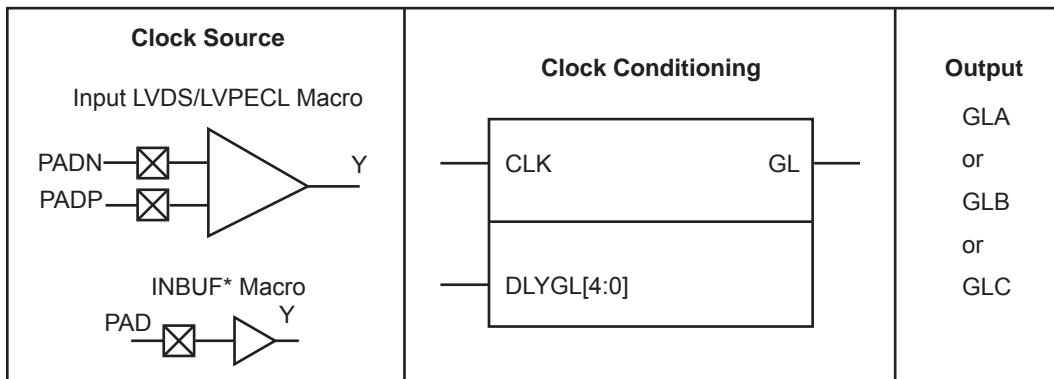 Clock Source
Input LVDS/LVPECL Macro
PADN
PADP
Y
INBUF* Macro
PAD
Y
Clock Conditioning
CLK
GL
DLYGL[4:0]
Output
GLA
or
GLB
or
GLC